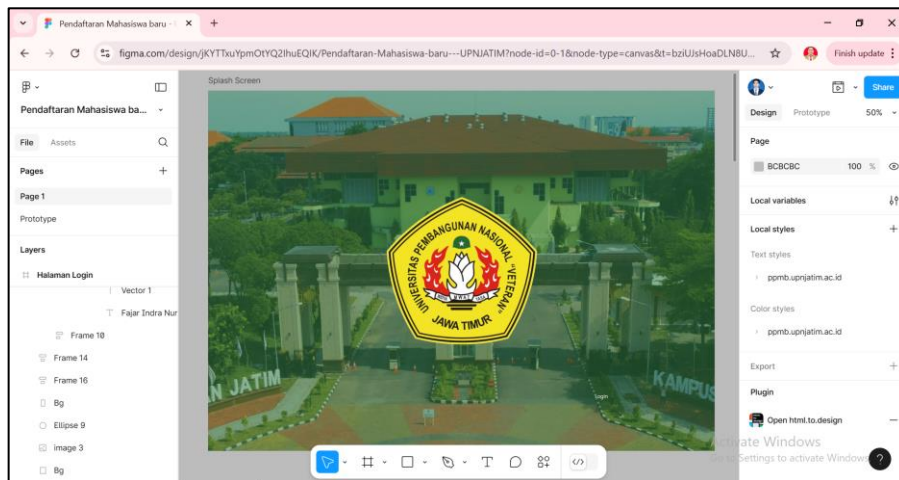 Pendaftaran Mahasiswa baru -
figma.com/design/jKYTTxuYpmOtYQ2IhuEQIK/Pendaftaran-Mahasiswa-baru---UPNJATIM?node-id=0-1&node-type=canvas&t=bziUJsHoaDLN8U...
Finish update
Pendaftaran Mahasiswa ba...
File
Assets
Pages
Page 1
Prototype
Layers
Halaman Login
Vector 1
Fajar Indra Nur
Frame 10
Frame 14
Frame 16
Bg
Ellipse 9
image 3
Bg
Splash Screen
UNIVERSITAS PEMBANGUNAN NASIONAL "VETERAN"
JAWA TIMUR
N JATIM
KAMPUS
Login
Share
Design
Prototype
50%
Page
BCBCBC
100
%
Local variables
Local styles
Text styles
ppmb.upnjatim.ac.id
Color styles
ppmb.upnjatim.ac.id
Export
Plugin
Open html.to.design
Activate Windows
Go to Settings to activate Windows